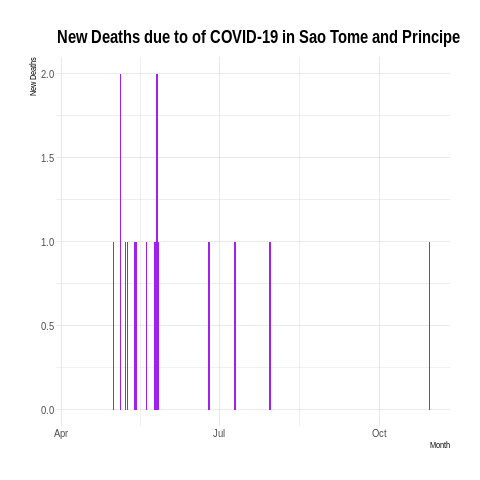 New Deaths due to of COVID-19 in Sao Tome and Principe
New Deaths
2.0
1.5
1.0
0.5
0.0
Apr Jul Oct
Month